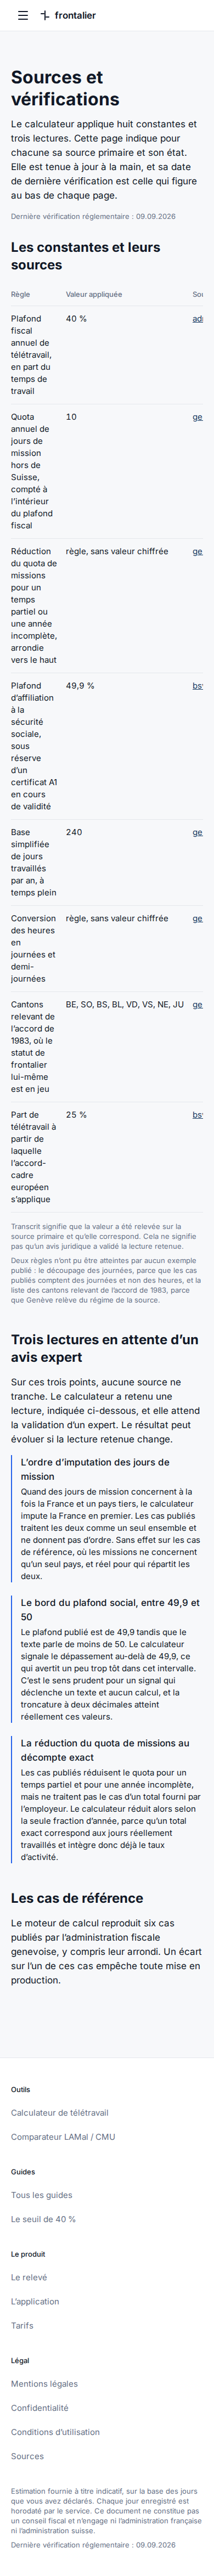 frontalier
Sources et
vérifications
Le calculateur applique huit constantes et
trois lectures. Cette page indique pour
chacune sa source primaire et son état.
Elle est tenue à jour à la main, et sa date
de dernière vérification est celle qui figure
au bas de chaque page.
Dernière vérification réglementaire : 09.09.2026
Les constantes et leurs
sources
Règle Valeur appliquée
Plafond 40 %
fiscal
annuel de
télétravail,
en part du
temps de
travail
Quota 10
annuel de
jours de
mission
hors de
Suisse,
compté à
l’intérieur
du plafond
fiscal
Réduction règle, sans valeur chiffrée
du quota de
missions
pour un
temps
partiel ou
une année
incomplète,
arrondie
vers le haut
Plafond 49,9 %
d’affiliation
à la
sécurité
sociale,
sous
réserve
d’un
certificat A1
en cours
de validité
Base 240
simplifiée
de jours
travaillés
par an, à
temps plein
Conversion règle, sans valeur chiffrée
des heures
en
journées et
demi-
journées
Cantons BE, SO, BS, BL, VD, VS, NE, JU
relevant de
l’accord de
1983, où le
statut de
frontalier
lui-même
est en jeu
Part de 25 %
télétravail à
partir de
laquelle
l’accord-
cadre
européen
s’applique
Transcrit signifie que la valeur a été relevée sur la
source primaire et qu’elle correspond. Cela ne signifie
pas qu’un avis juridique a validé la lecture retenue.
Deux règles n’ont pu être atteintes par aucun exemple
publié : le découpage des journées, parce que les cas
publiés comptent des journées et non des heures, et la
liste des cantons relevant de l’accord de 1983, parce
que Genève relève du régime de la source.
Trois lectures en attente d’un
avis expert
Sur ces trois points, aucune source ne
tranche. Le calculateur a retenu une
lecture, indiquée ci-dessous, et elle attend
la validation d’un expert. Le résultat peut
évoluer si la lecture retenue change.
L’ordre d’imputation des jours de
mission
Quand des jours de mission concernent à la
fois la France et un pays tiers, le calculateur
impute la France en premier. Les cas publiés
traitent les deux comme un seul ensemble et
ne donnent pas d’ordre. Sans effet sur les cas
de référence, où les missions ne concernent
qu’un seul pays, et réel pour qui répartit les
deux.
Le bord du plafond social, entre 49,9 et
50
Le plafond publié est de 49,9 tandis que le
texte parle de moins de 50. Le calculateur
signale le dépassement au-delà de 49,9, ce
qui avertit un peu trop tôt dans cet intervalle.
C’est le sens prudent pour un signal qui
déclenche un texte et aucun calcul, et la
troncature à deux décimales atteint
réellement ces valeurs.
La réduction du quota de missions au
décompte exact
Les cas publiés réduisent le quota pour un
temps partiel et pour une année incomplète,
mais ne traitent pas le cas d’un total fourni par
l’employeur. Le calculateur réduit alors selon
la seule fraction d’année, parce qu’un total
exact correspond aux jours réellement
travaillés et intègre donc déjà le taux
d’activité.
Les cas de référence
Le moteur de calcul reproduit six cas
publiés par l’administration fiscale
genevoise, y compris leur arrondi. Un écart
sur l’un de ces cas empêche toute mise en
production.
Outils
Calculateur de télétravail
Comparateur LAMal / CMU
Guides
Tous les guides
Le seuil de 40 %
Le produit
Le relevé
L’application
Tarifs
Légal
Mentions légales
Confidentialité
Conditions d’utilisation
Sources
Estimation fournie à titre indicatif, sur la base des jours
que vous avez déclarés. Chaque jour enregistré est
horodaté par le service. Ce document ne constitue pas
un conseil fiscal et n’engage ni l’administration française
ni l’administration suisse.
Dernière vérification réglementaire : 09.09.2026